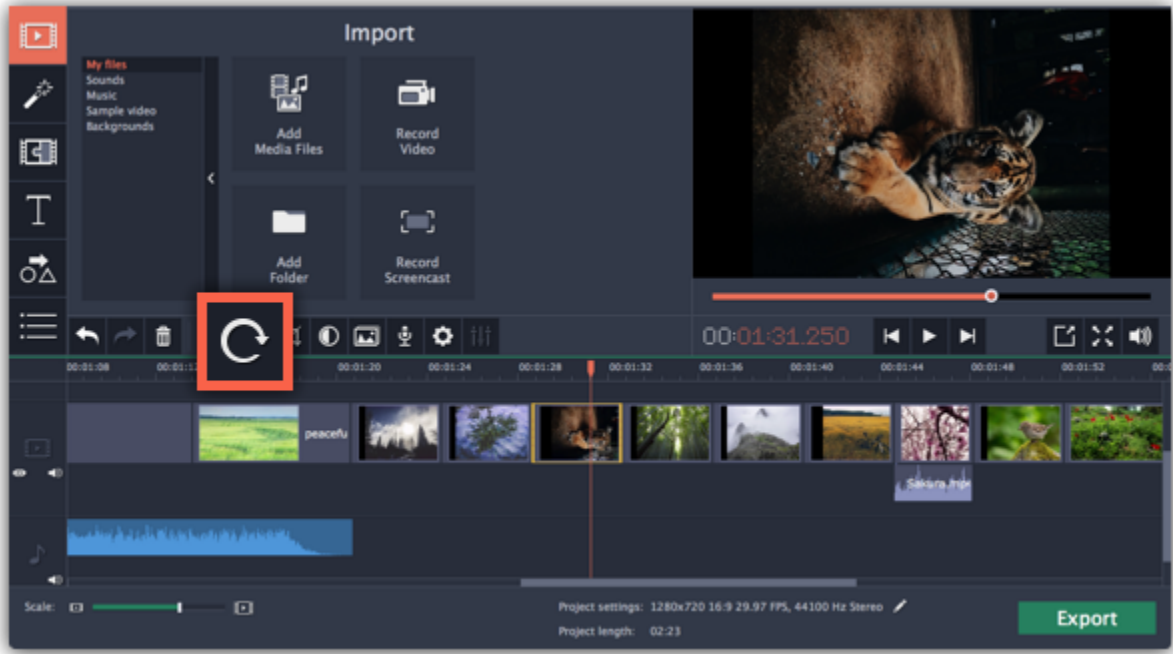 Import
My files
Sounds
Music
Sample video
Backgrounds
Add
Media Files
Record
Video
Add
Folder
Record
Screencast
T
00:01:31.250
00:01:08
00:01:12
00:01:20
00:01:24
00:01:28
00:01:32
00:01:36
00:01:40
00:01:44
00:01:48
00:01:52
peacefu
Sakura.mp
Scale:
Project settings: 1280x720 16:9 29.97 FPS, 44100 Hz Stereo
Project length: 02:23
Export